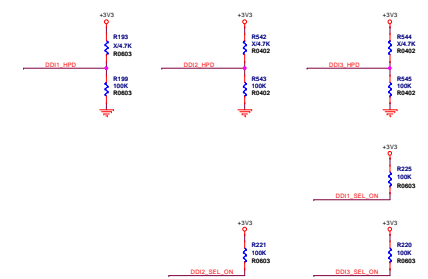 +3V3
+3V3
+3V3
R193
X/4.7K
R0603
R542
X/4.7K
R0402
R544
X/4.7K
R0402
DDI1_HPD
DDI2_HPD
DDI3_HPD
R199
100K
R0603
R543
100K
R0402
R545
100K
R0402
+3V3
R225
100K
R0603
DDI1_SEL_ON
+3V3
+3V3
R221
100K
R0603
R220
100K
R0603
DDI2_SEL_ON
DDI3_SEL_ON